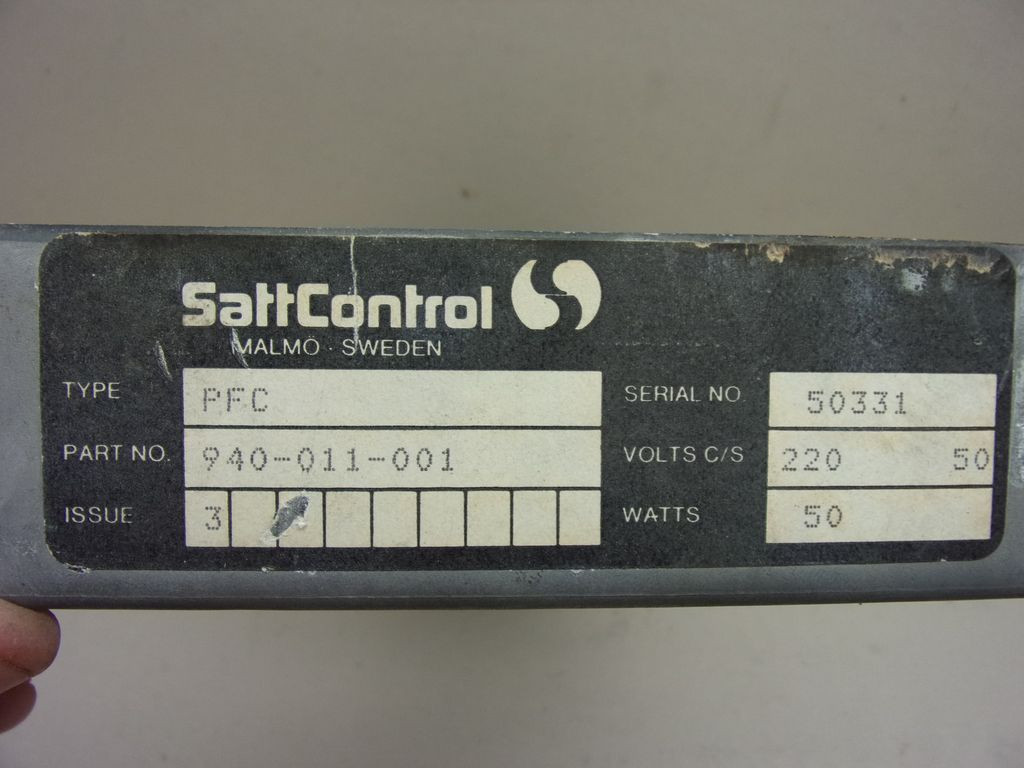 SattControl
MALMO · SWEDEN
TYPE PFC
SERIAL NO. 50331
PART NO. 940-011-001
VOLTS C/S 220 50
ISSUE 3
WATTS 50